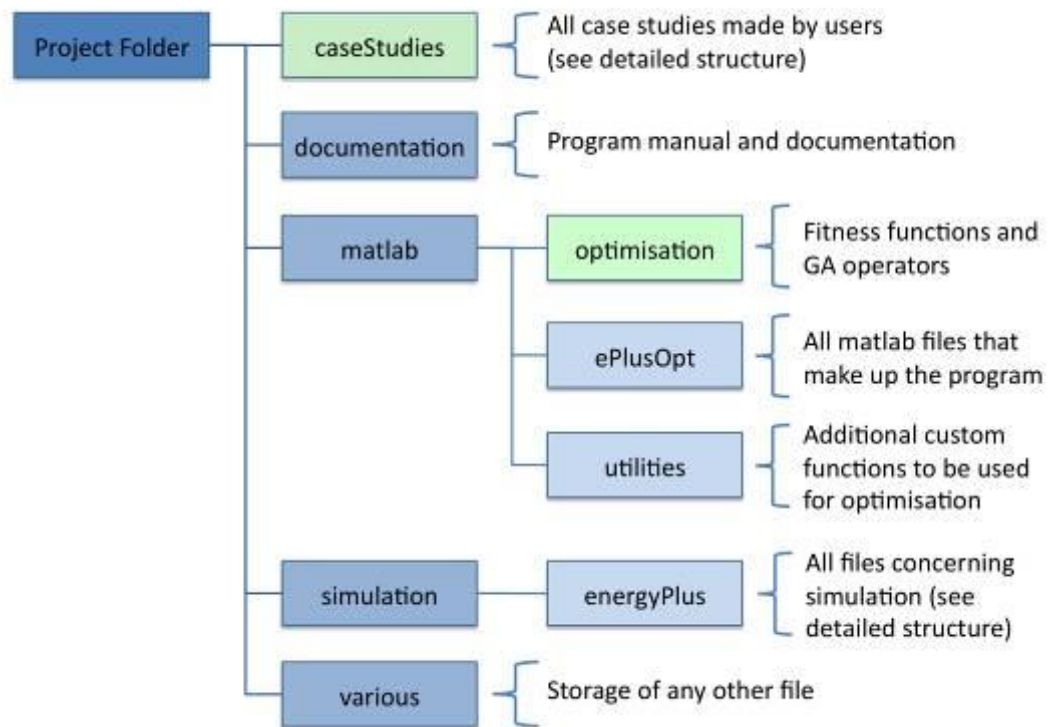 Project Folder
caseStudies
All case studies made by users
(see detailed structure)
documentation
Program manual and documentation
matlab
optimisation
Fitness functions and
GA operators
ePlusOpt
All matlab files that
make up the program
utilities
Additional custom
functions to be used
for optimisation
simulation
energyPlus
All files concerning
simulation (see
detailed structure)
various
Storage of any other file